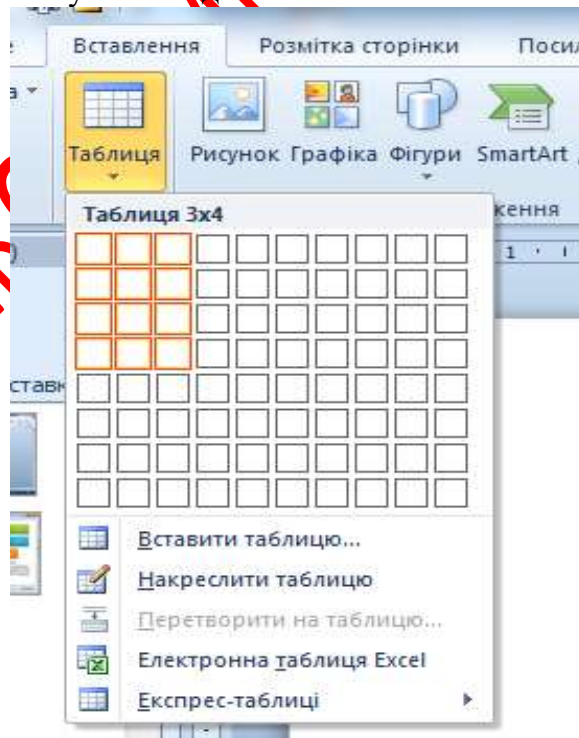 Вставлення Розмітка сторінки
Таблиця Рисунок Графіка Фігури SmartArt
Таблиця 3x4
1
Вставити таблицю...
Накреслити таблицю
Перетворити на таблицю...
Електронна таблиця Excel
Експрес-таблиці